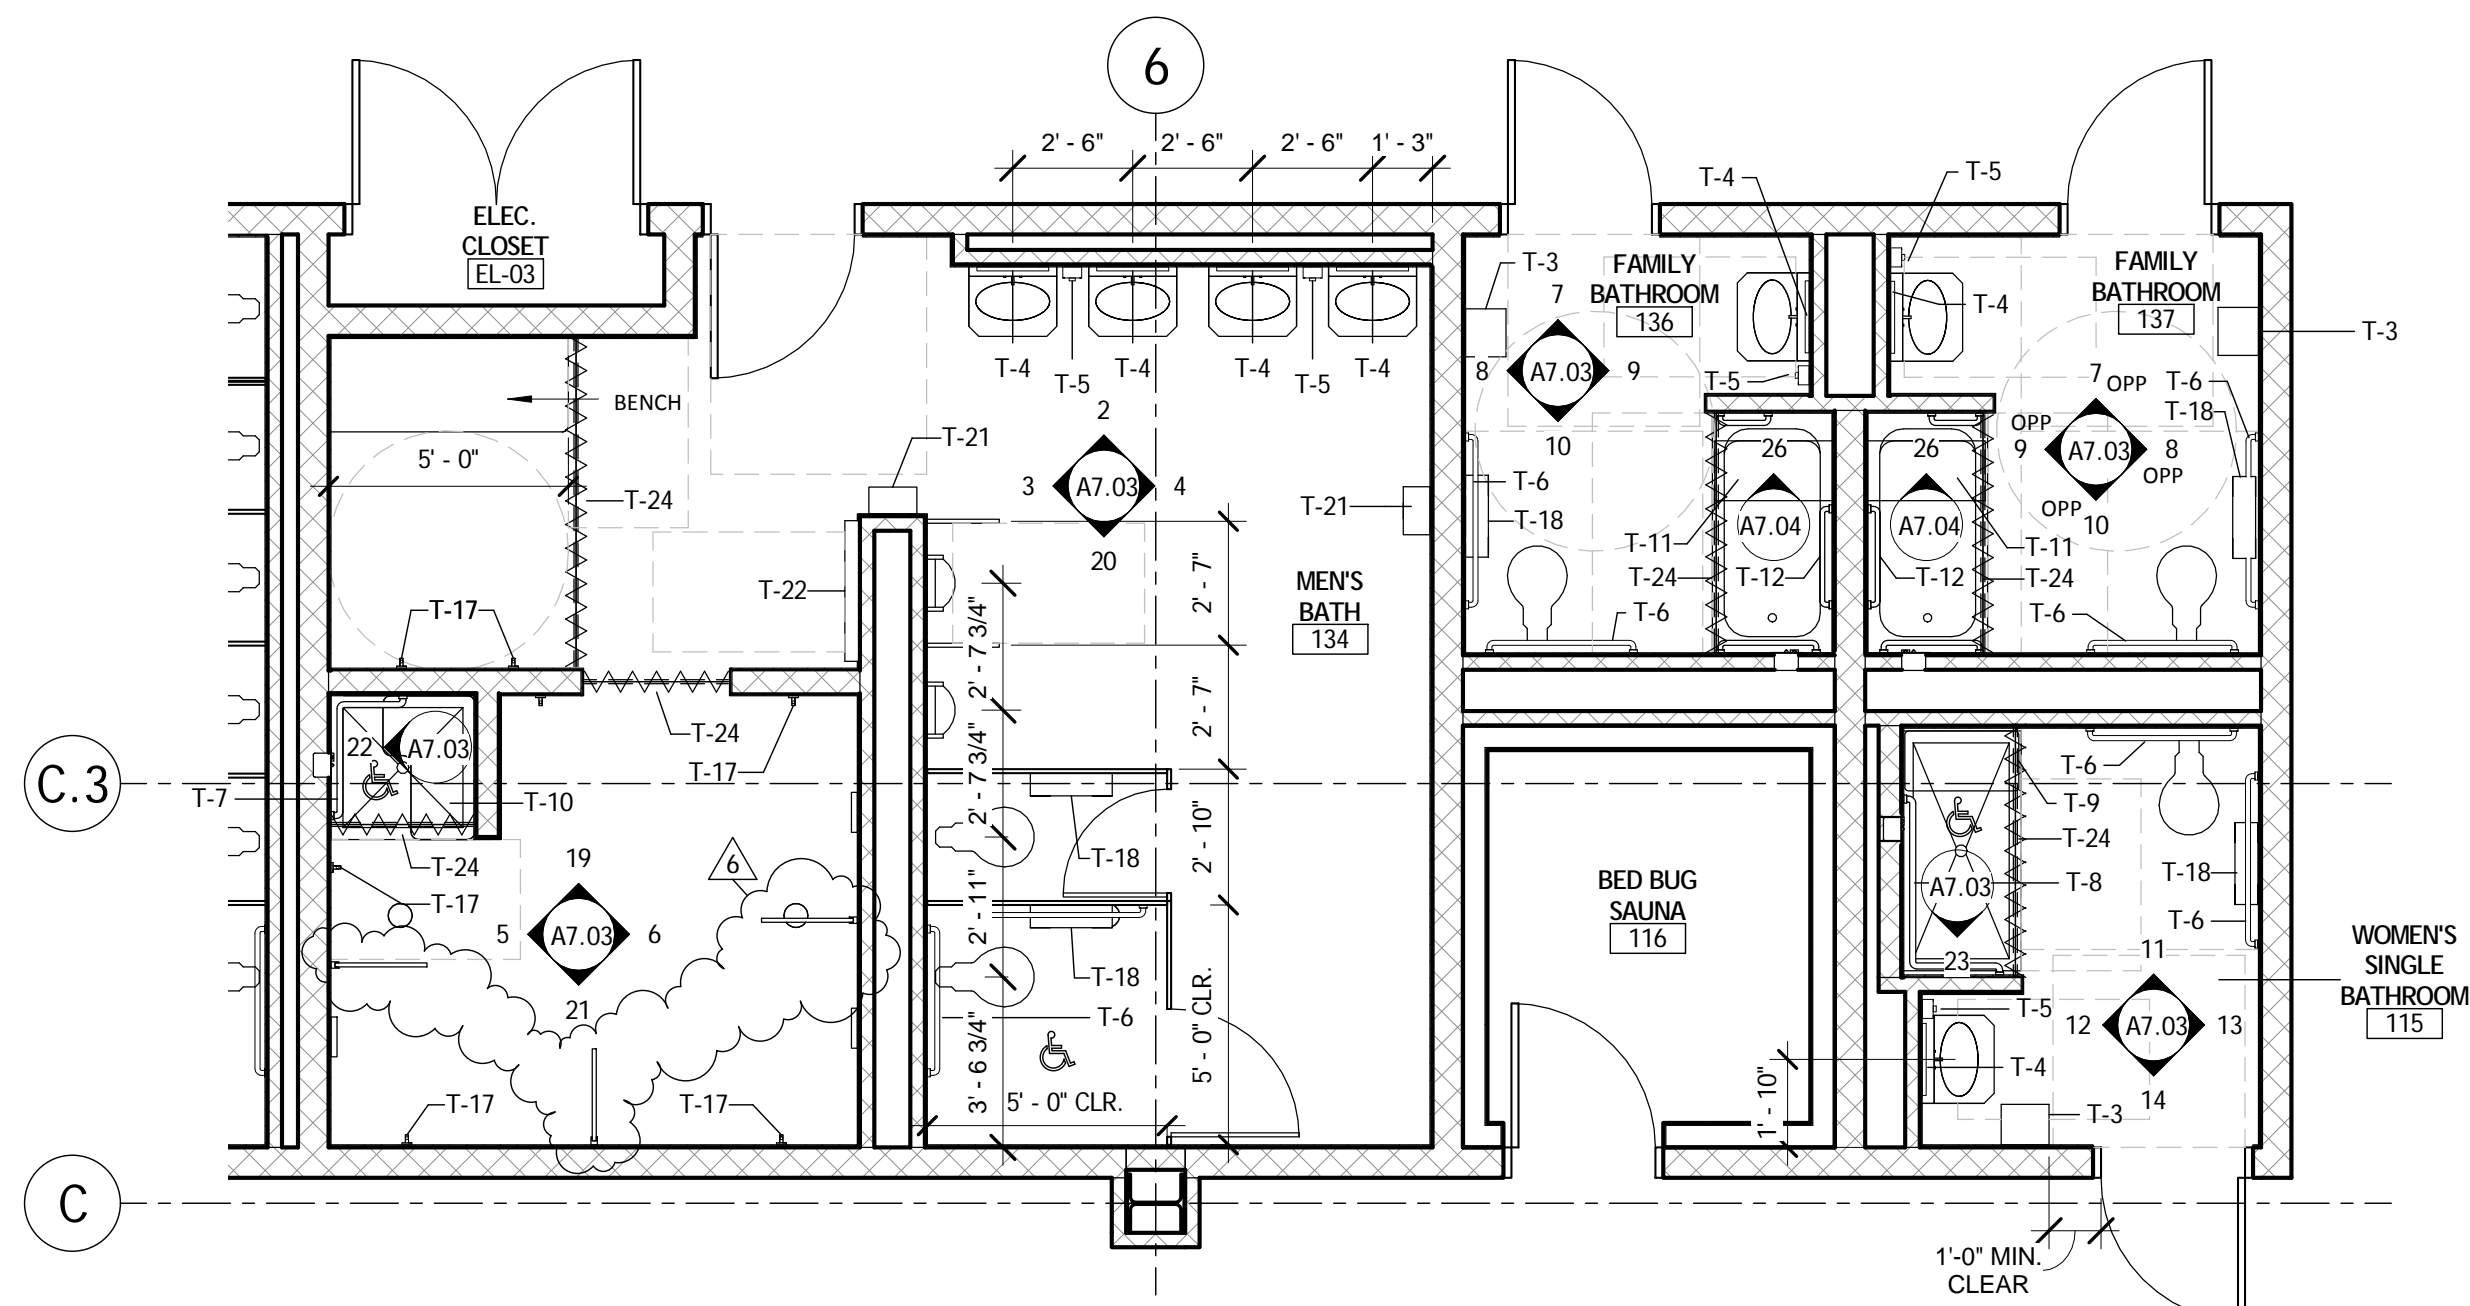 6
2' - 6"
2' - 6"
2' - 6"
1' - 3"
T-4
T-5
ELEC.
CLOSET
EL-03
T-3
7
FAMILY
BATHROOM
136
T-4
FAMILY
BATHROOM
137
T-3
T-4
T-5
T-4
T-4
T-5
T-4
8
A7.03
9
T-5
10
7
OPP
T-6
T-18
OPP
9
A7.03
8
OPP
OPP
10
BENCH
5' - 0"
T-24
T-21
2
3
A7.03
4
20
T-21
T-6
T-18
26
A7.04
26
A7.04
T-11
T-24
T-12
T-12
T-11
T-24
T-6
T-6
T-22
T-17
MEN'S
BATH
134
2' - 7"
2' - 7 3/4"
2' - 7"
2' - 7 3/4"
2' - 10"
2' - 11"
3' - 6 3/4"
5' - 0" CLR.
5' - 0" CLR.
T-24
T-17
22
A7.03
C.3
T-7
T-10
T-24
T-17
19
5
A7.03
6
21
6
T-17
T-17
T-18
T-18
T-6
BED BUG
SAUNA
116
T-6
T-9
T-24
T-8
T-18
T-6
A7.03
23
11
12
A7.03
13
14
T-5
T-4
T-3
1' - 10"
WOMEN'S
SINGLE
BATHROOM
115
C
1'-0" MIN.
CLEAR